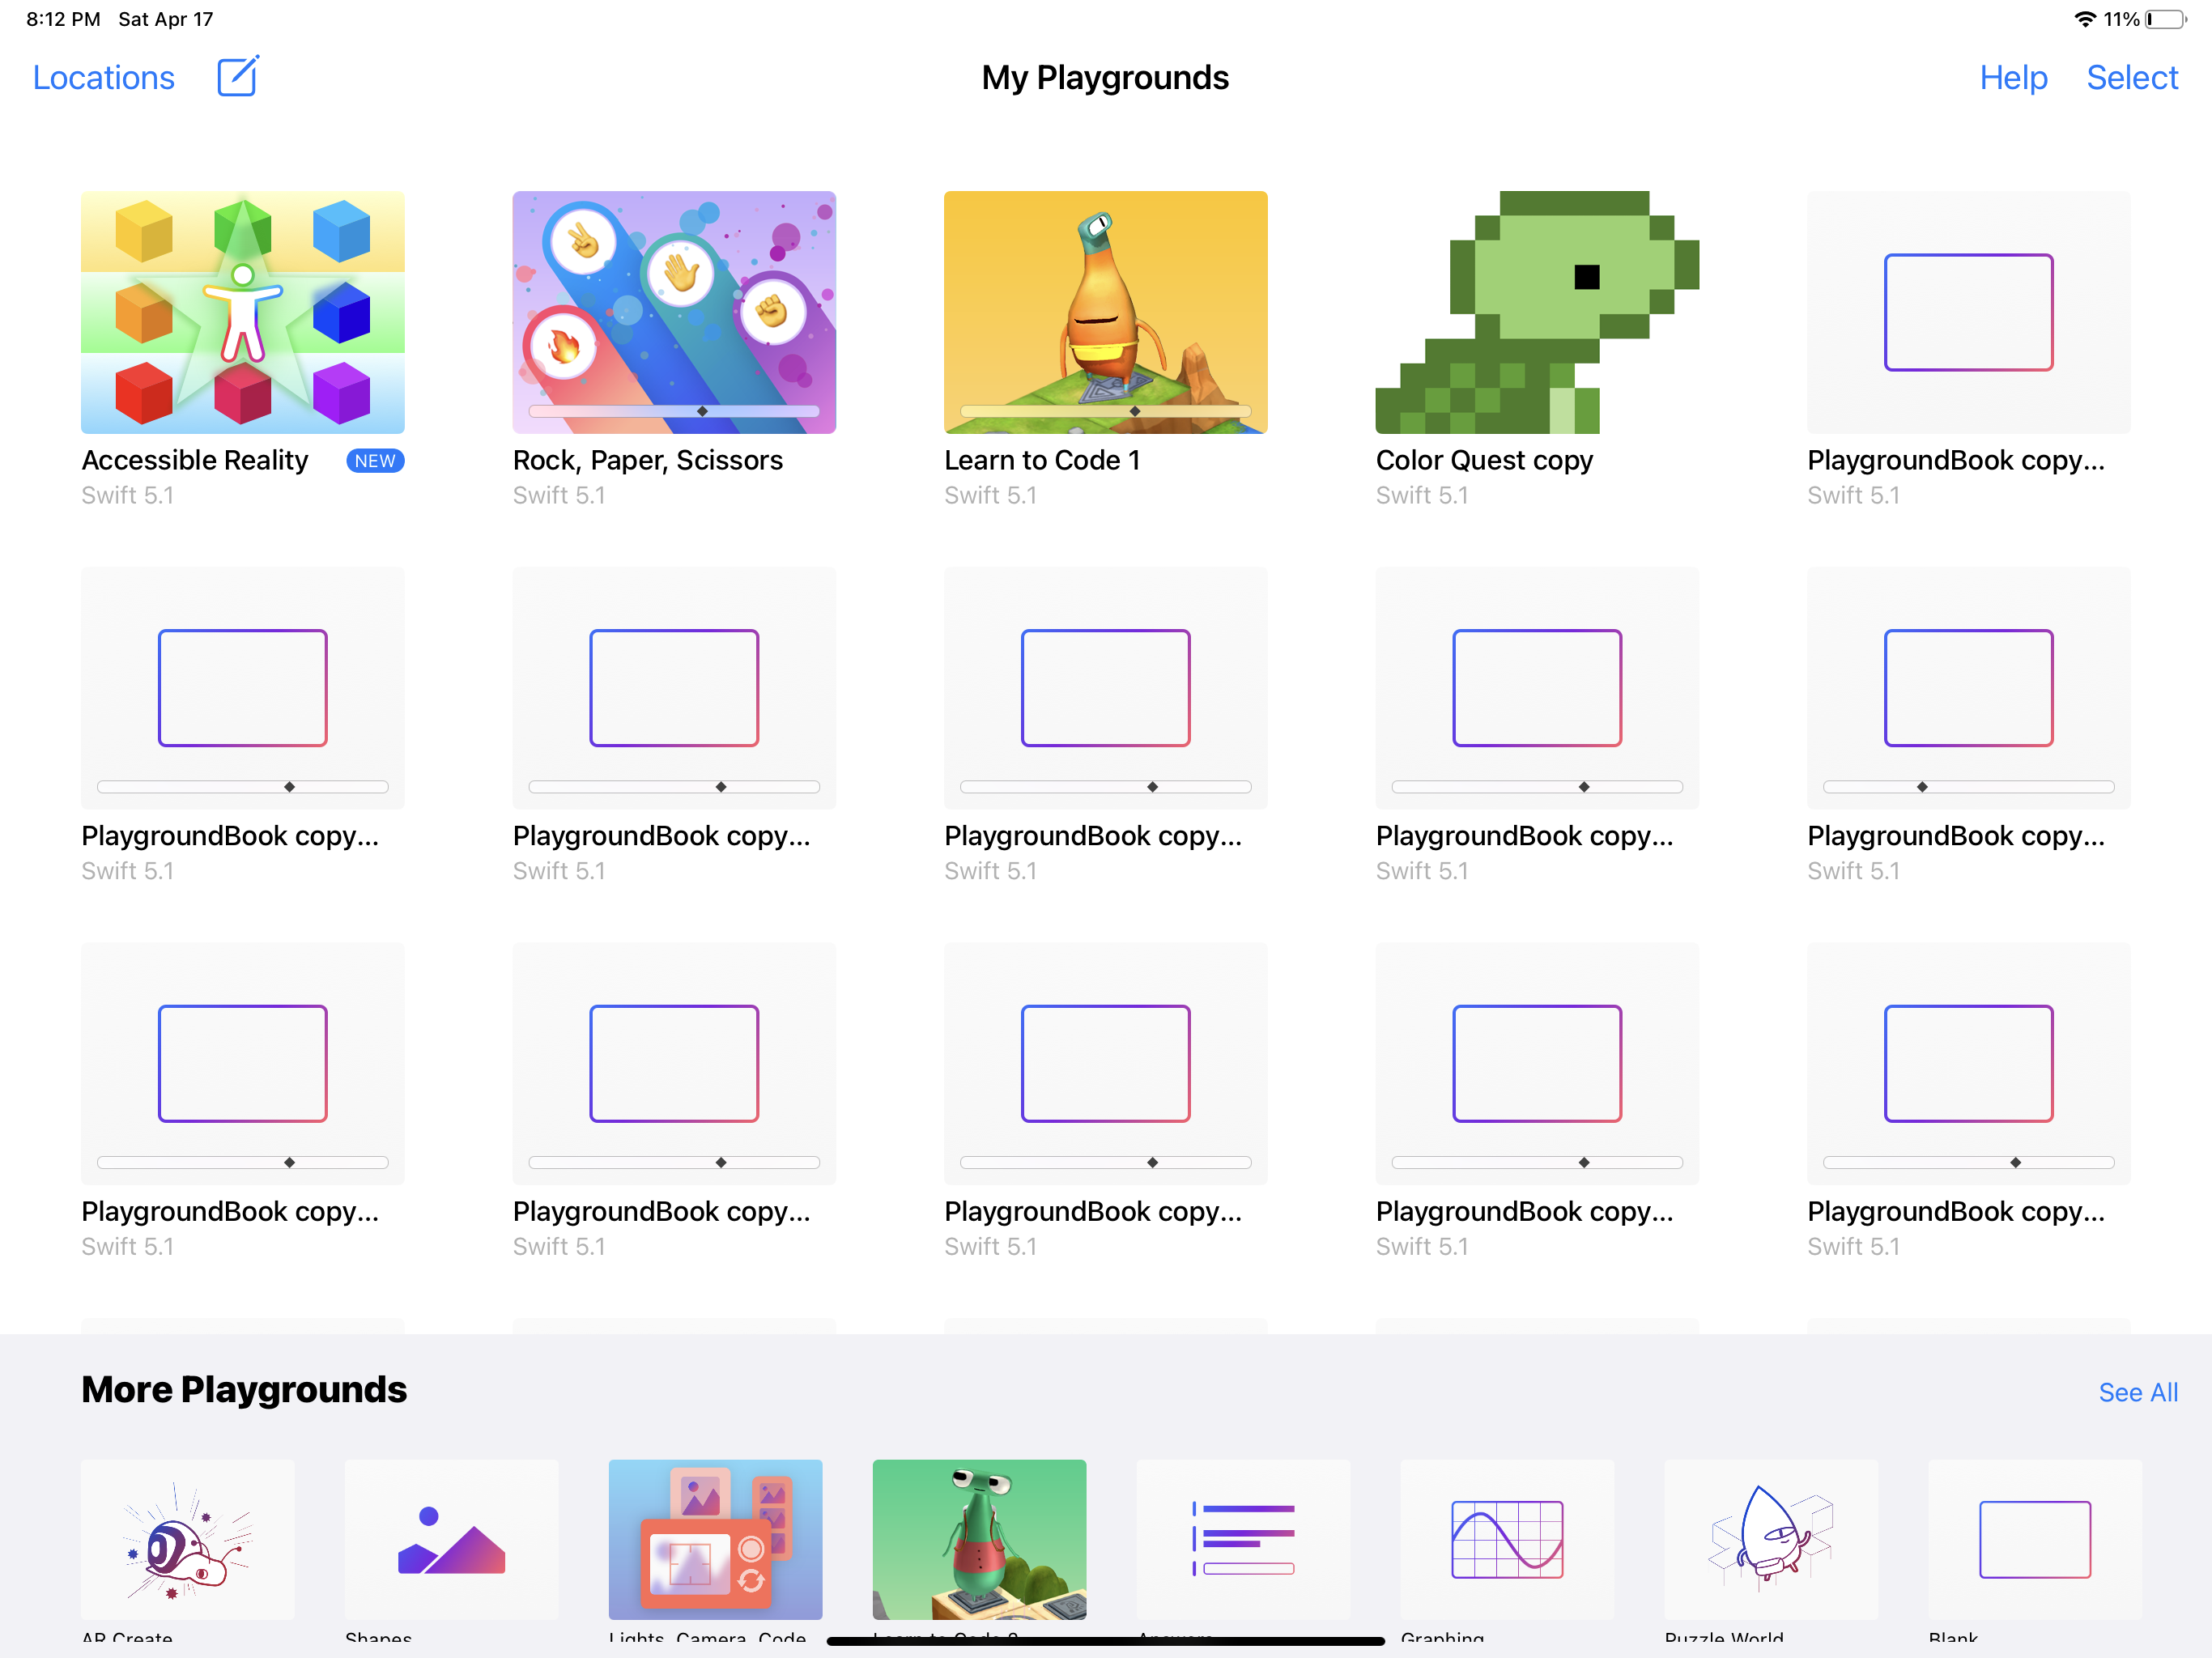 8:12 PM Sat Apr 17 11%
Locations My Playgrounds Help Select
Accessible Reality NEW
Swift 5.1
Rock, Paper, Scissors
Swift 5.1
Learn to Code 1
Swift 5.1
Color Quest copy
Swift 5.1
PlaygroundBook copy...
Swift 5.1
PlaygroundBook copy...
Swift 5.1
PlaygroundBook copy...
Swift 5.1
PlaygroundBook copy...
Swift 5.1
PlaygroundBook copy...
Swift 5.1
PlaygroundBook copy...
Swift 5.1
PlaygroundBook copy...
Swift 5.1
PlaygroundBook copy...
Swift 5.1
PlaygroundBook copy...
Swift 5.1
PlaygroundBook copy...
Swift 5.1
PlaygroundBook copy...
Swift 5.1
More Playgrounds See All
AR Create
Shapes
Lights, Camera, Code
Learn to Code 2
Answers
Graphing
Puzzle World
Blank